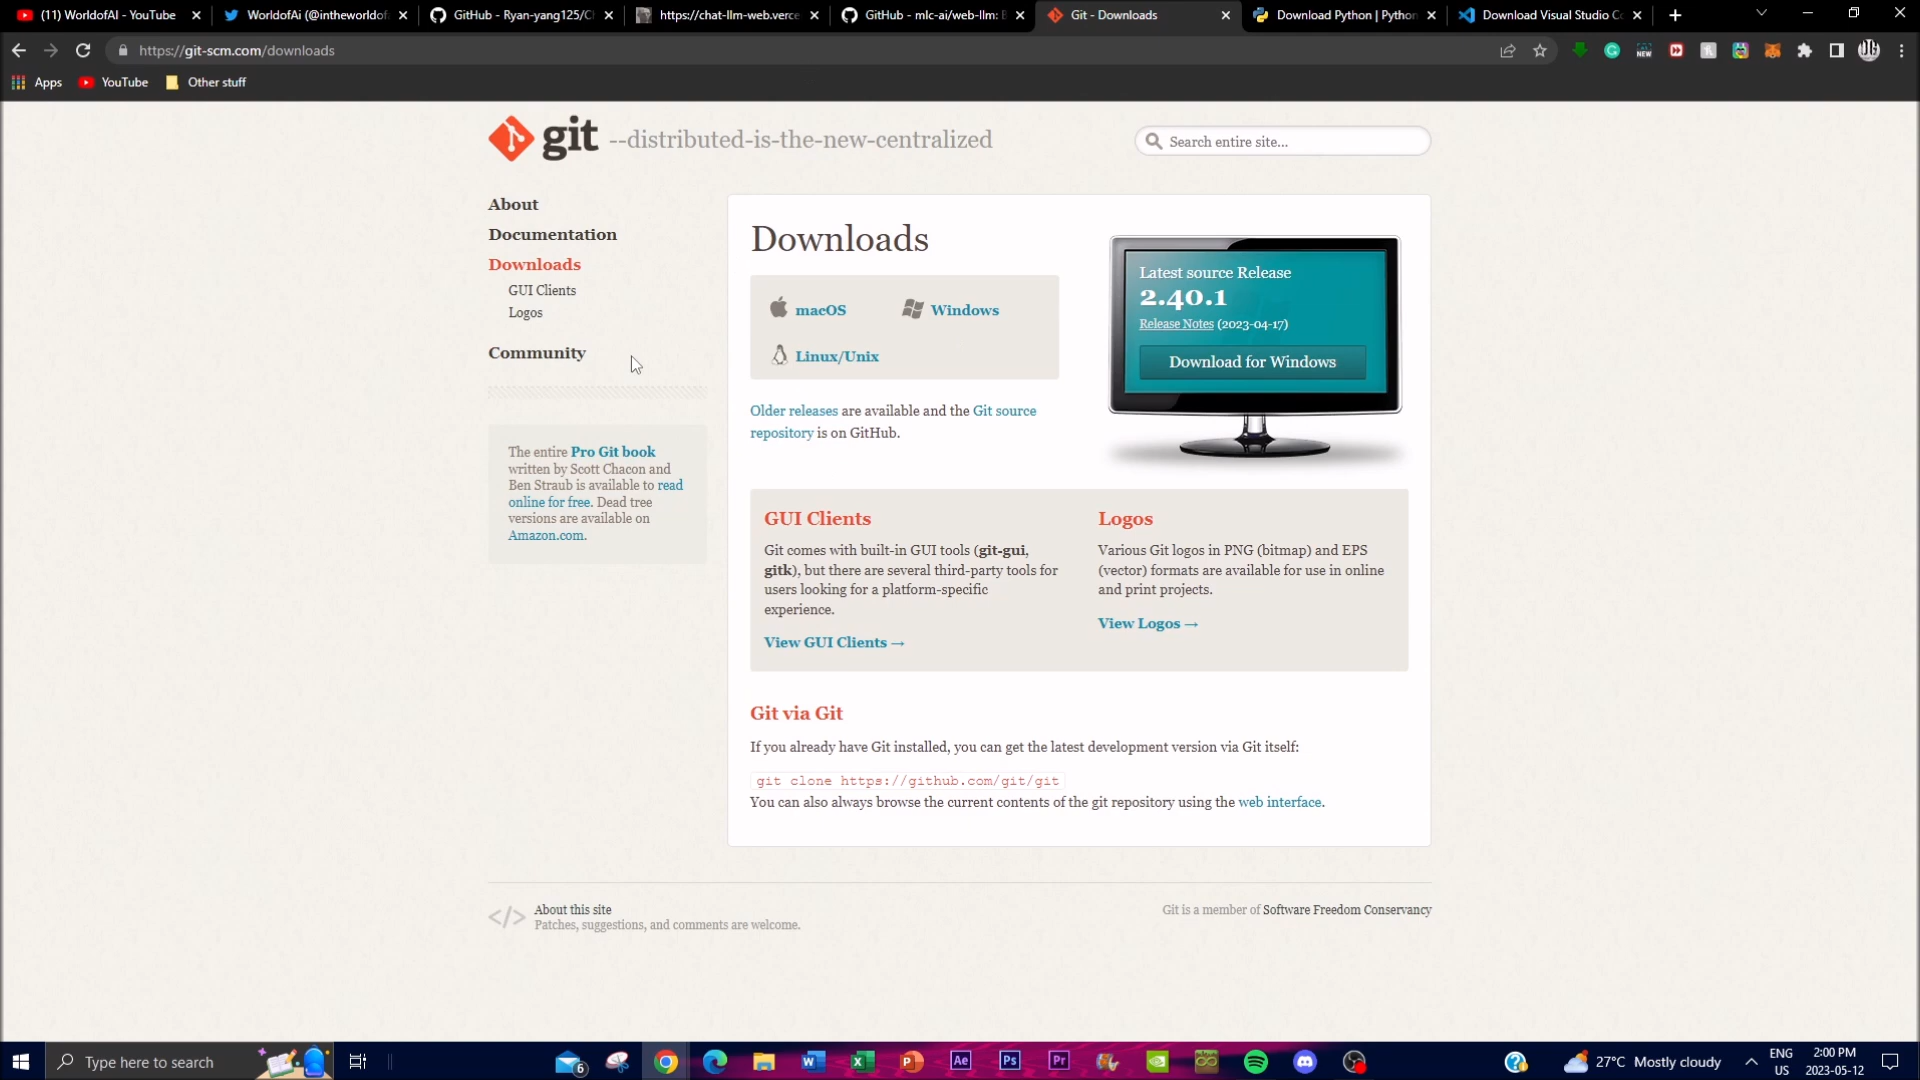 (11) WorldofAI - YouTube
WorldofAi (@intheworldof
GitHub - Ryan-yang125/Cl
https://chat-llm-web.verce
GitHub - mlc-ai/web-llm: B
Git - Downloads
Download Python | Python
Download Visual Studio Co
https://git-scm.com/downloads
NEW
Apps
YouTube
Other stuff
git --distributed-is-the-new-centralized
Search entire site...
About
Documentation
Downloads
GUI Clients
Logos
Community
The entire Pro Git book
written by Scott Chacon and
Ben Straub is available to read
online for free. Dead tree
versions are available on
Amazon.com.
Downloads
macOS
Windows
Linux/Unix
Older releases are available and the Git source
repository is on GitHub.
Latest source Release
2.40.1
Release Notes (2023-04-17)
Download for Windows
GUI Clients
Git comes with built-in GUI tools (git-gui,
gitk), but there are several third-party tools for
users looking for a platform-specific
experience.
View GUI Clients →
Logos
Various Git logos in PNG (bitmap) and EPS
(vector) formats are available for use in online
and print projects.
View Logos →
Git via Git
If you already have Git installed, you can get the latest development version via Git itself:
git clone https://github.com/git/git
You can also always browse the current contents of the git repository using the web interface.
</> About this site
Patches, suggestions, and comments are welcome.
Git is a member of Software Freedom Conservancy
Type here to search
6
W
X
P
Ae
Ps
Pr
27°C Mostly cloudy
ENG
US
2:00 PM
2023-05-12